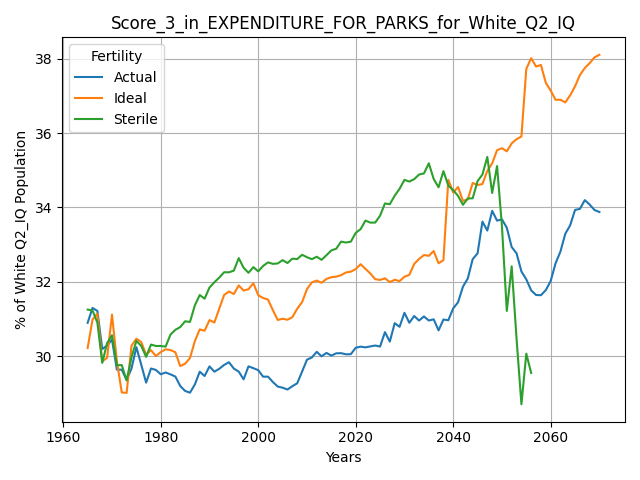 Score_3_in_EXPENDITURE_FOR_PARKS_for_White_Q2_IQ
Fertility
Actual
Ideal
Sterile
% of White Q2_IQ Population
38
36
34
32
30
1960 1980 2000 2020 2040 2060
Years